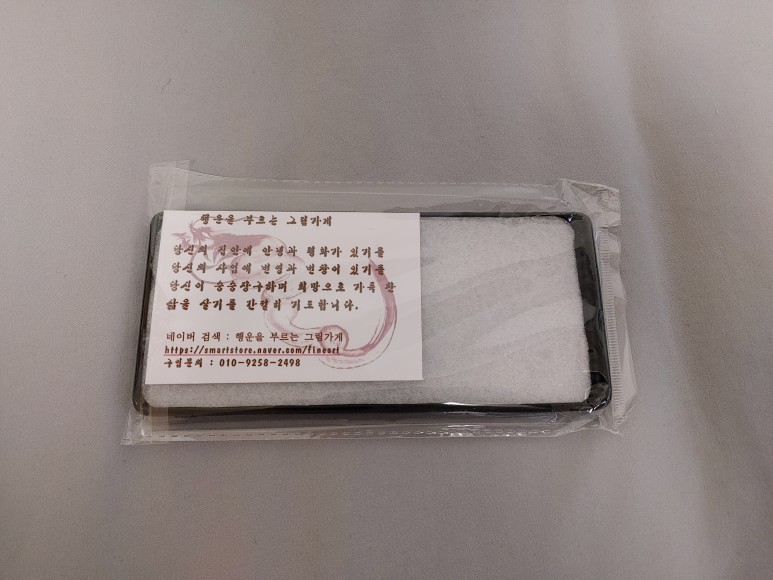 행운을 부르는 그림가게
당신의 집안에 안녕과 평화가 있기를
당신의 사업에 번영과 번창이 있기를
당신이 승승장구하며 희망으로 가득 찬
삶을 살기를 간절히 기도합니다.
네이버 검색 : 행운을 부르는 그림가게
https://smartstore.naver.com/fineori
구입문의 : 010-9258-2498